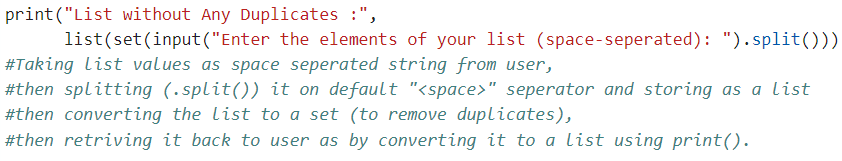 print("List without Any Duplicates :",
list(set(input("Enter the elements of your list (space-seperated): ").split()))
#Taking list values as space seperated string from user,
#then splitting (.split()) it on default "<space>" seperator and storing as a list
#then converting the list to a set (to remove duplicates),
#then retriving it back to user as by converting it to a list using print().